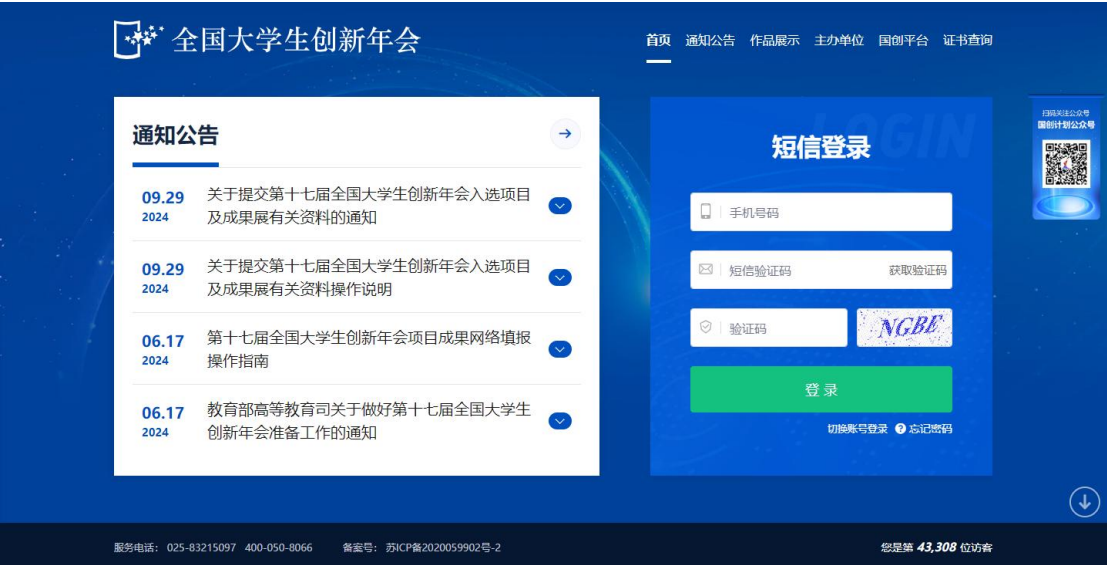 全国大学生创新年会
首页 通知公告 作品展示 主办单位 国创平台 证书查询
通知公告
09.29
2024
关于提交第十七届全国大学生创新年会入选项目
及成果展有关资料的通知
09.29
2024
关于提交第十七届全国大学生创新年会入选项目
及成果展有关资料操作说明
06.17
2024
第十七届全国大学生创新年会项目成果网络填报
操作指南
06.17
2024
教育部高等教育司关于做好第十七届全国大学生
创新年会准备工作的通知
LOGIN
短信登录
手机号码
短信验证码 获取验证码
验证码 NGBE
登 录
切换账号登录 ? 忘记密码
扫码关注公众号
国创计划公众号
服务电话: 025-83215097 400-050-8066 备案号: 苏ICP备2020059902号-2 您是第 43,308 位访客